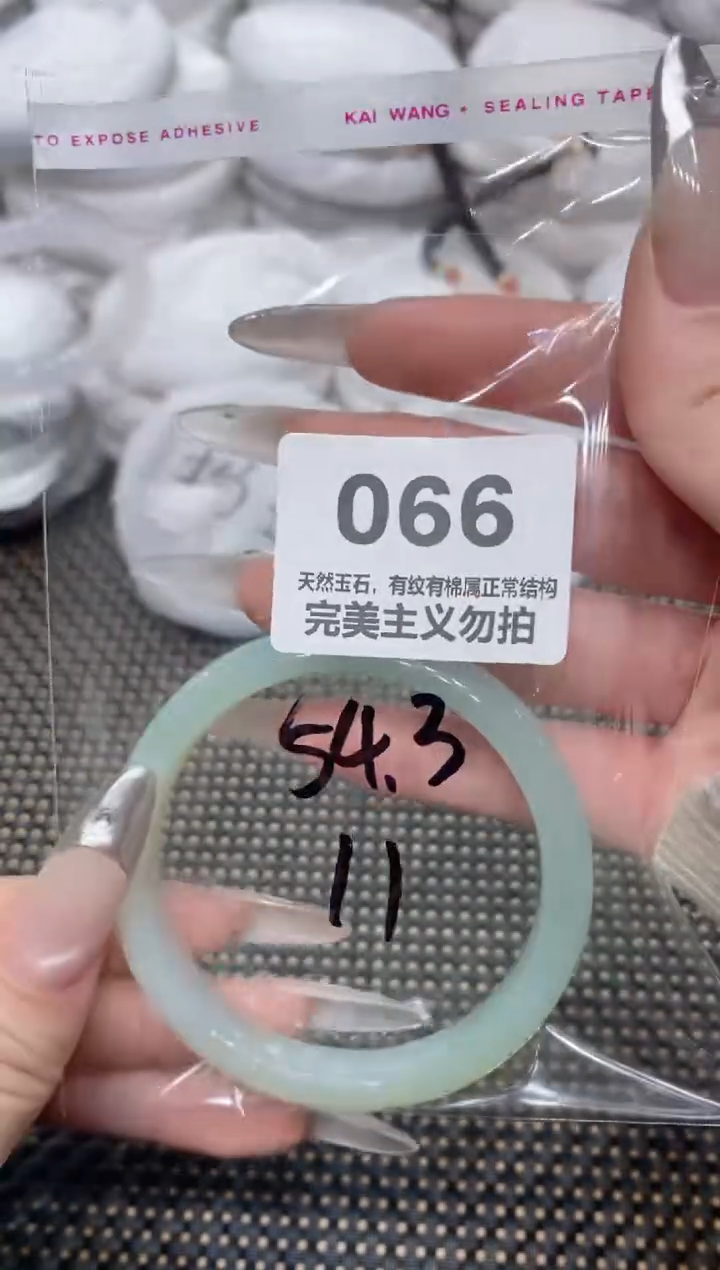 TO EXPOSE ADHESIVE KAI WANG • SEALING TAPE
066
天然玉石，有纹有棉属正常结构
完美主义勿拍
54.3
11